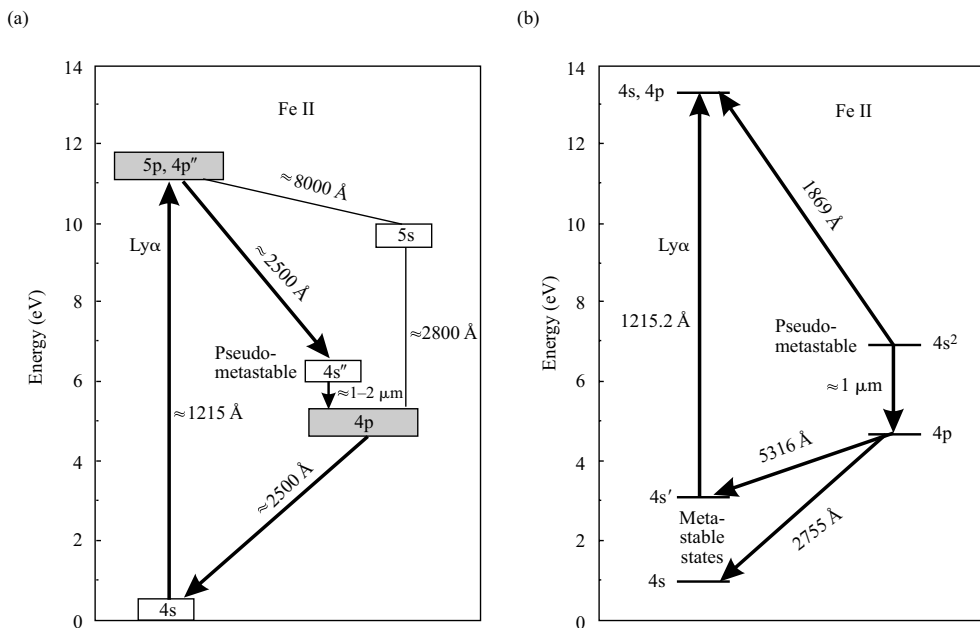 (a)
14
12
10
8
6
4
2
0
Energy (eV)
Fe II
5p, 4p″
≈8000 Å
5s
Lyα
≈2500 Å
≈2800 Å
Pseudo-
metastable
4s″
≈1–2 μm
≈1215 Å
4p
≈2500 Å
4s
(b)
14
12
10
8
6
4
2
0
Energy (eV)
4s, 4p
Fe II
1869 Å
Lyα
1215.2 Å
Pseudo-
metastable
4s²
≈1 μm
4p
5316 Å
4s′
Meta-
stable
states
2755 Å
4s